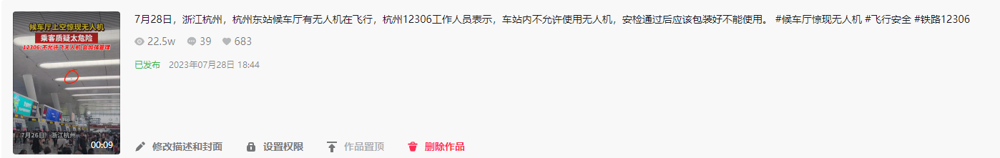 候车厅上空惊现无人机
乘客质疑太危险
12306:不允许飞无人机 会加强管理
7月26日 浙江杭州
00:09
7月28日，浙江杭州，杭州东站候车厅有无人机在飞行，杭州12306工作人员表示，车站内不允许使用无人机，安检通过后应该包装好不能使用。 #候车厅惊现无人机 #飞行安全 #铁路12306
22.5w 39 683
已发布 2023年07月28日 18:44
修改描述和封面 设置权限 作品置顶 删除作品